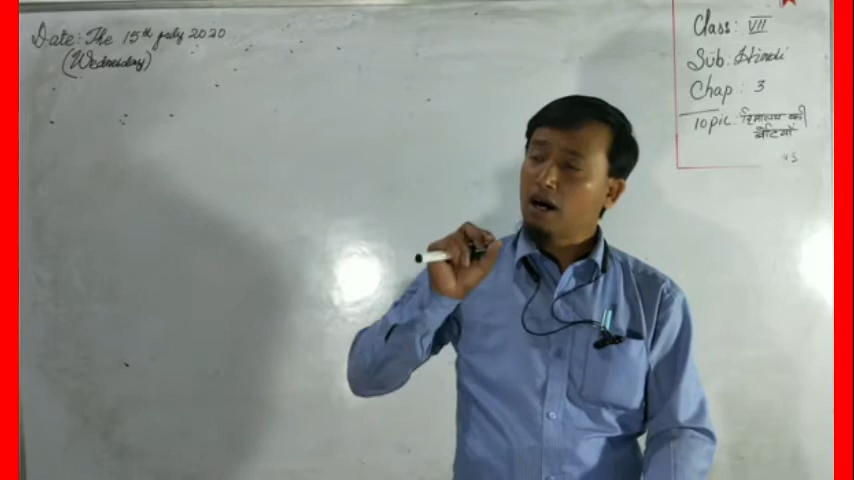 Date: The 15th july 2020
(Wednesday)
Class: VII
Sub: Hindi
Chap: 3
Topic: हिमालय की
बेटियाँ